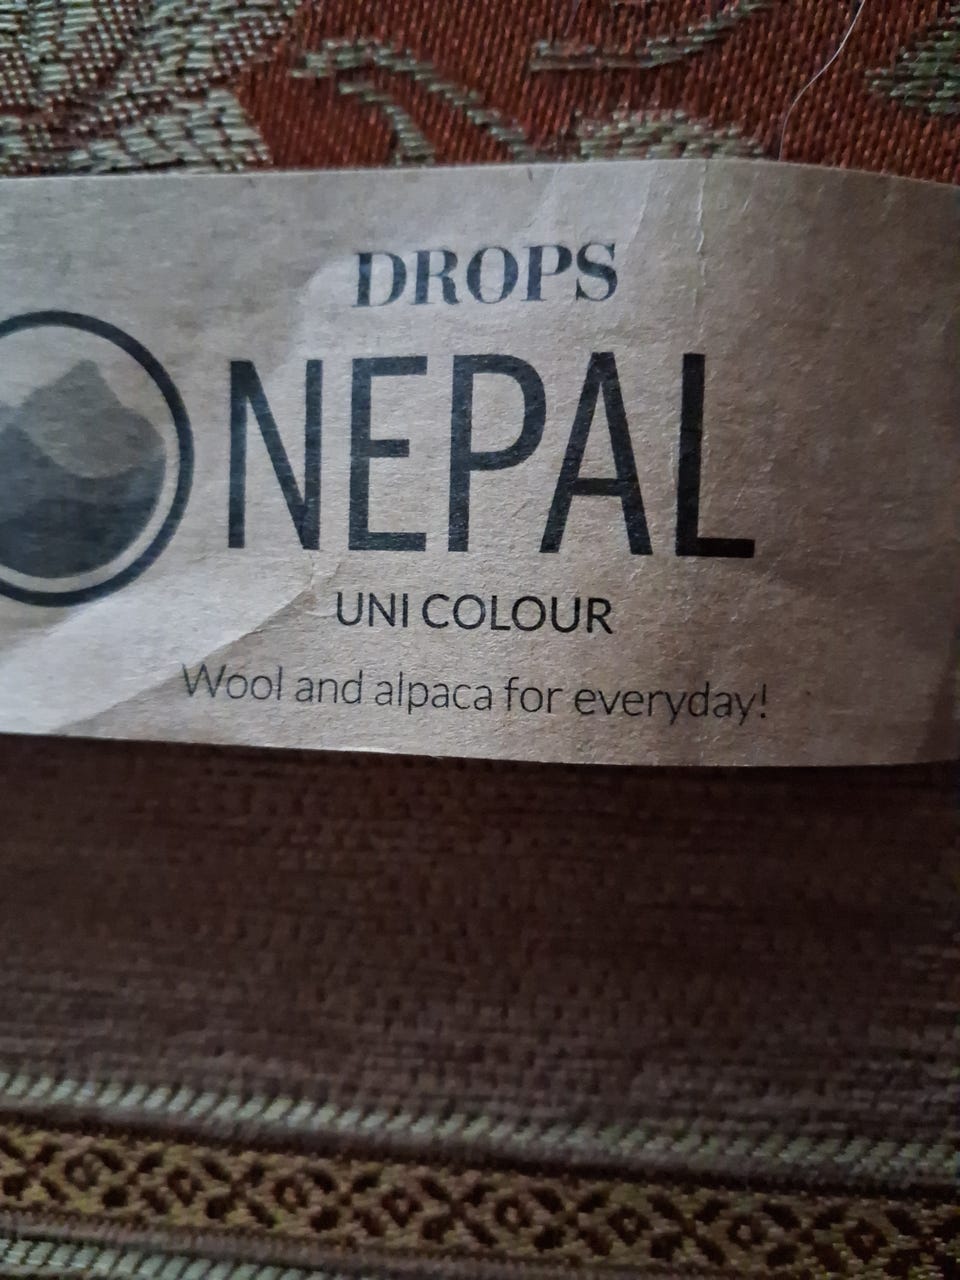 DROPS
NEPAL
UNI COLOUR
Wool and alpaca for everyday!